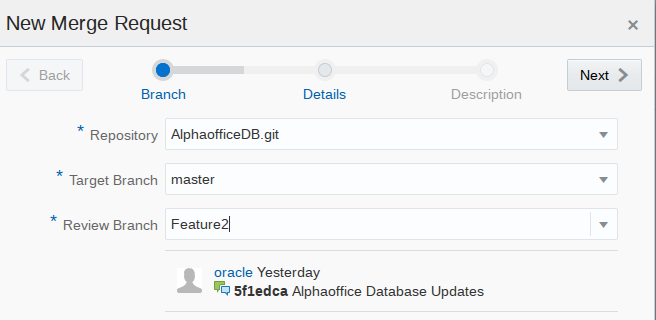 New Merge Request ×
Back Next
Branch Details Description
* Repository AlphaofficeDB.git
* Target Branch master
* Review Branch Feature2
oracle Yesterday
5f1edca Alphaoffice Database Updates